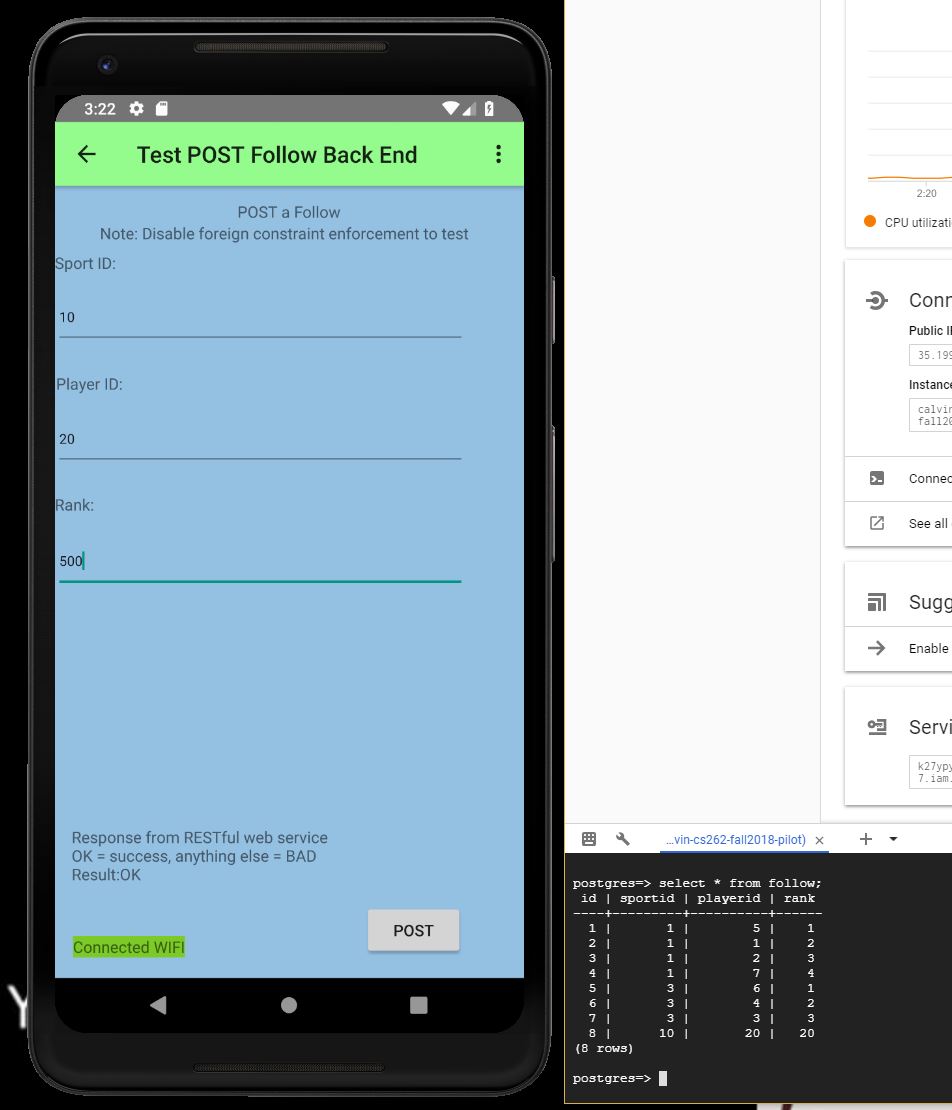 3:22
Test POST Follow Back End
POST a Follow
Note: Disable foreign constraint enforcement to test
Sport ID:
10
Player ID:
20
Rank:
500
Response from RESTful web service
OK = success, anything else = BAD
Result:OK
POST
Connected WIFI
Y
2:20
CPU utilizati
Conn
Public I
35.199
Instance
calvin
fall20
Connec
See all
Sugg
Enable
Servi
k27ypy
7.iam.
...vin-cs262-fall2018-pilot) ×
postgres=> select * from follow;
id | sportid | playerid | rank
----+---------+----------+------
1 | 1 | 5 | 1
2 | 1 | 1 | 2
3 | 1 | 2 | 3
4 | 1 | 7 | 4
5 | 3 | 6 | 1
6 | 3 | 4 | 2
7 | 3 | 3 | 3
8 | 10 | 20 | 20
(8 rows)
postgres=>